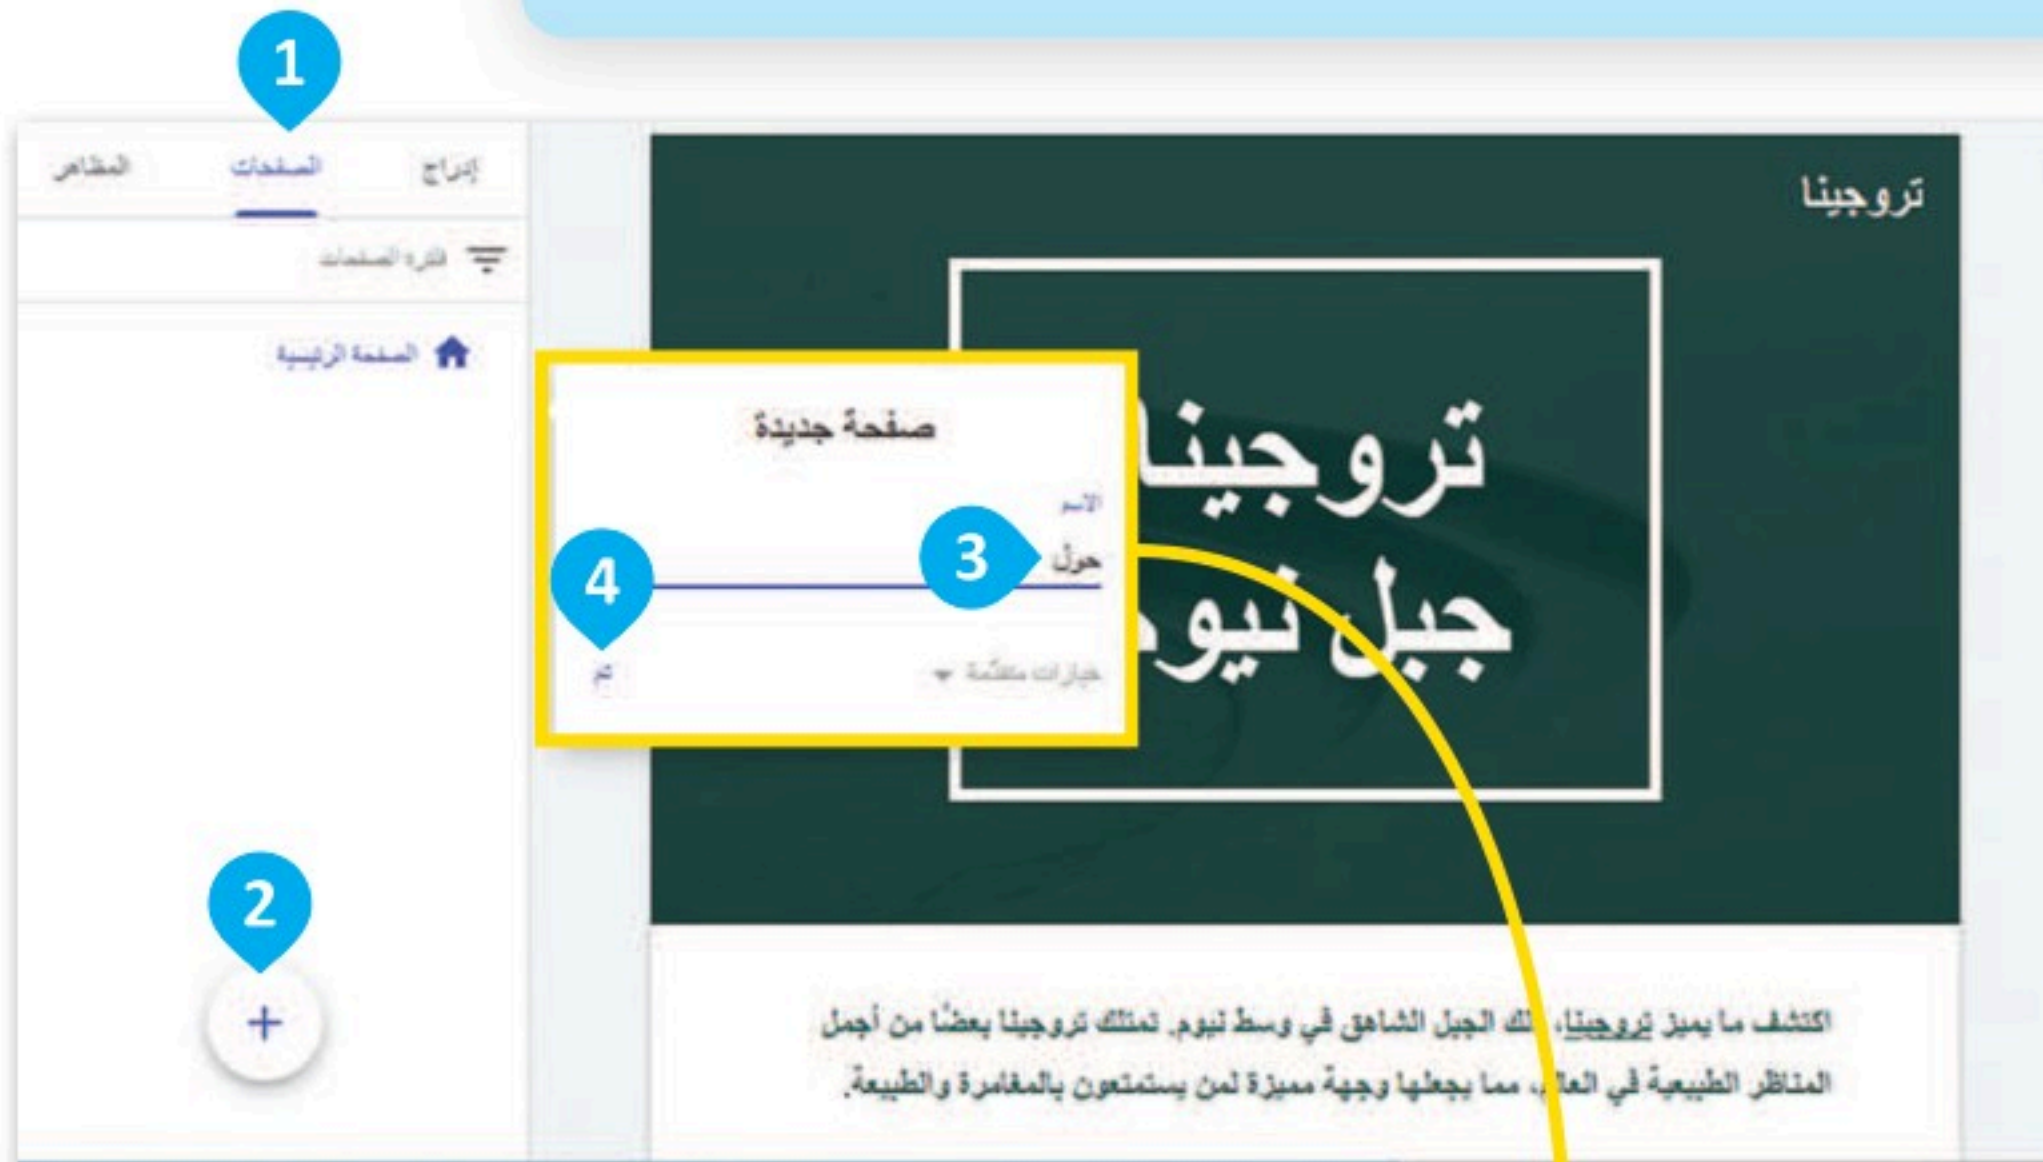 1
إدراج
الصفحات
المظاهر
فلترة الصفحات
الصفحة الرئيسية
2
+
تروجينا
تروجينا
جبل نيوم
صفحة جديدة
الاسم
3
حول
4
خيارات متقدّمة
تم
اكتشف ما يميز تروجينا، ذلك الجبل الشاهق في وسط نيوم. تمتلك تروجينا بعضًا من أجمل
المناظر الطبيعية في العالم، مما يجعلها وجهة مميزة لمن يستمتعون بالمغامرة والطبيعة.